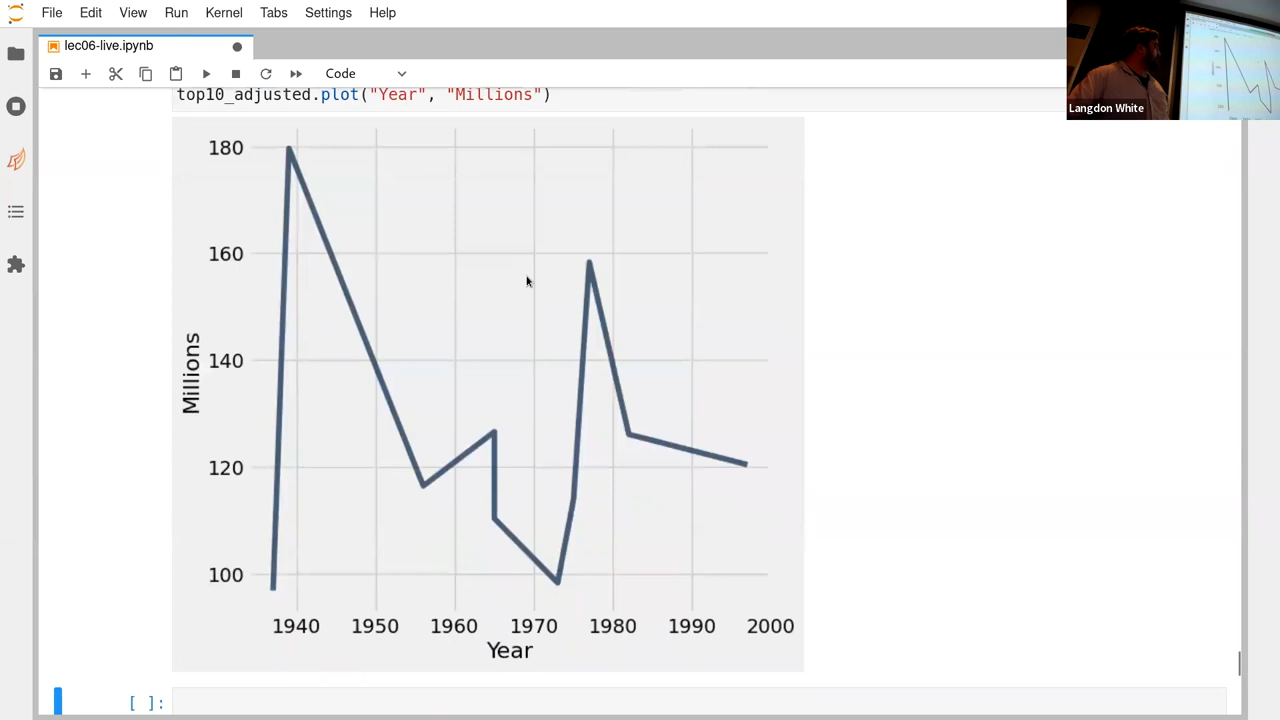 File Edit View Run Kernel Tabs Settings Help
lec06-live.ipynb
Code
top10_adjusted.plot("Year", "Millions")
Langdon White
180
160
140
120
100
Millions
1940 1950 1960 1970 1980 1990 2000
Year
[ ]: